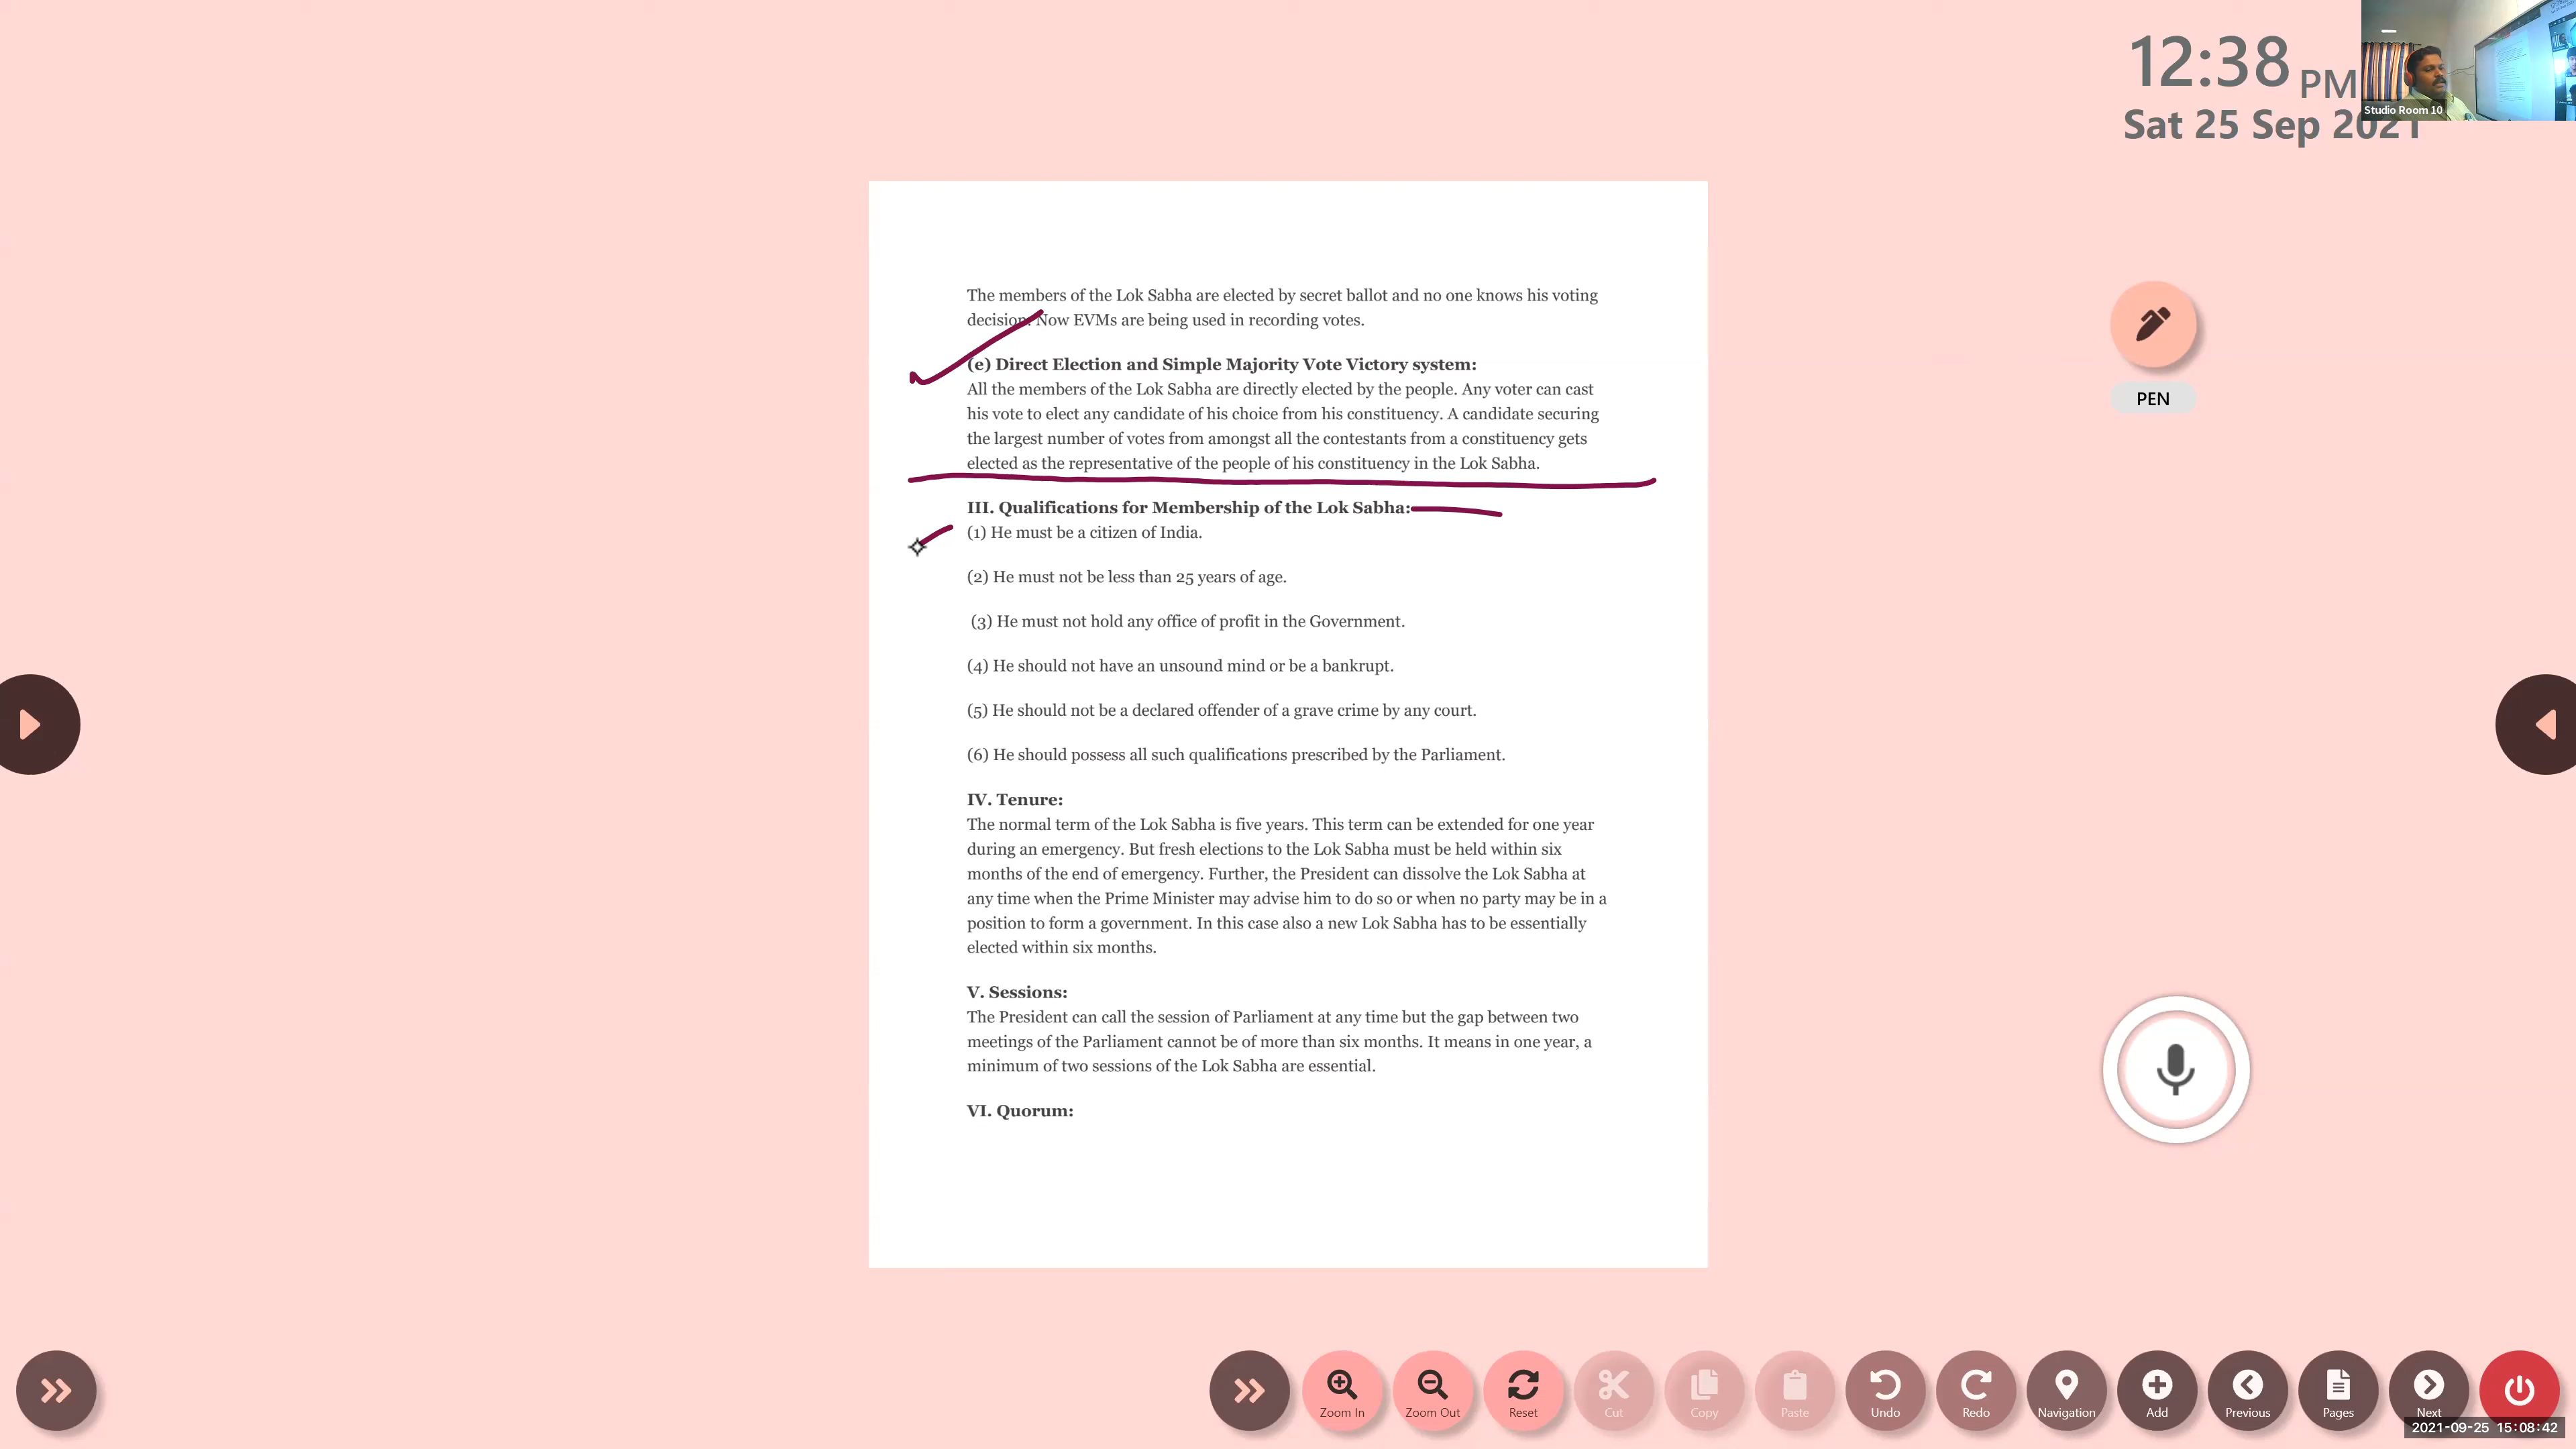 12:38 PM
Studio Room 10
Sat 25 Sep 2021
The members of the Lok Sabha are elected by secret ballot and no one knows his voting
decision. Now EVMs are being used in recording votes.
(e) Direct Election and Simple Majority Vote Victory system:
All the members of the Lok Sabha are directly elected by the people. Any voter can cast
his vote to elect any candidate of his choice from his constituency. A candidate securing
the largest number of votes from amongst all the contestants from a constituency gets
elected as the representative of the people of his constituency in the Lok Sabha.
III. Qualifications for Membership of the Lok Sabha:
(1) He must be a citizen of India.
(2) He must not be less than 25 years of age.
(3) He must not hold any office of profit in the Government.
(4) He should not have an unsound mind or be a bankrupt.
(5) He should not be a declared offender of a grave crime by any court.
(6) He should possess all such qualifications prescribed by the Parliament.
IV. Tenure:
The normal term of the Lok Sabha is five years. This term can be extended for one year
during an emergency. But fresh elections to the Lok Sabha must be held within six
months of the end of emergency. Further, the President can dissolve the Lok Sabha at
any time when the Prime Minister may advise him to do so or when no party may be in a
position to form a government. In this case also a new Lok Sabha has to be essentially
elected within six months.
V. Sessions:
The President can call the session of Parliament at any time but the gap between two
meetings of the Parliament cannot be of more than six months. It means in one year, a
minimum of two sessions of the Lok Sabha are essential.
VI. Quorum:
PEN
Zoom In Zoom Out Reset Cut Copy Paste Undo Redo Navigation Add Previous Pages Next
2021-09-25 15:08:42